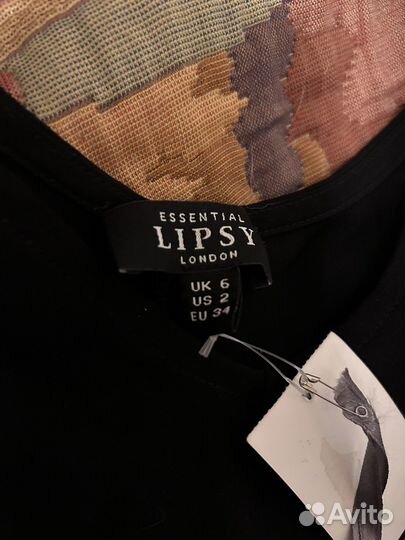 ESSENTIAL
LIPSY
LONDON
UK 6
US 2
EU 34
Avito